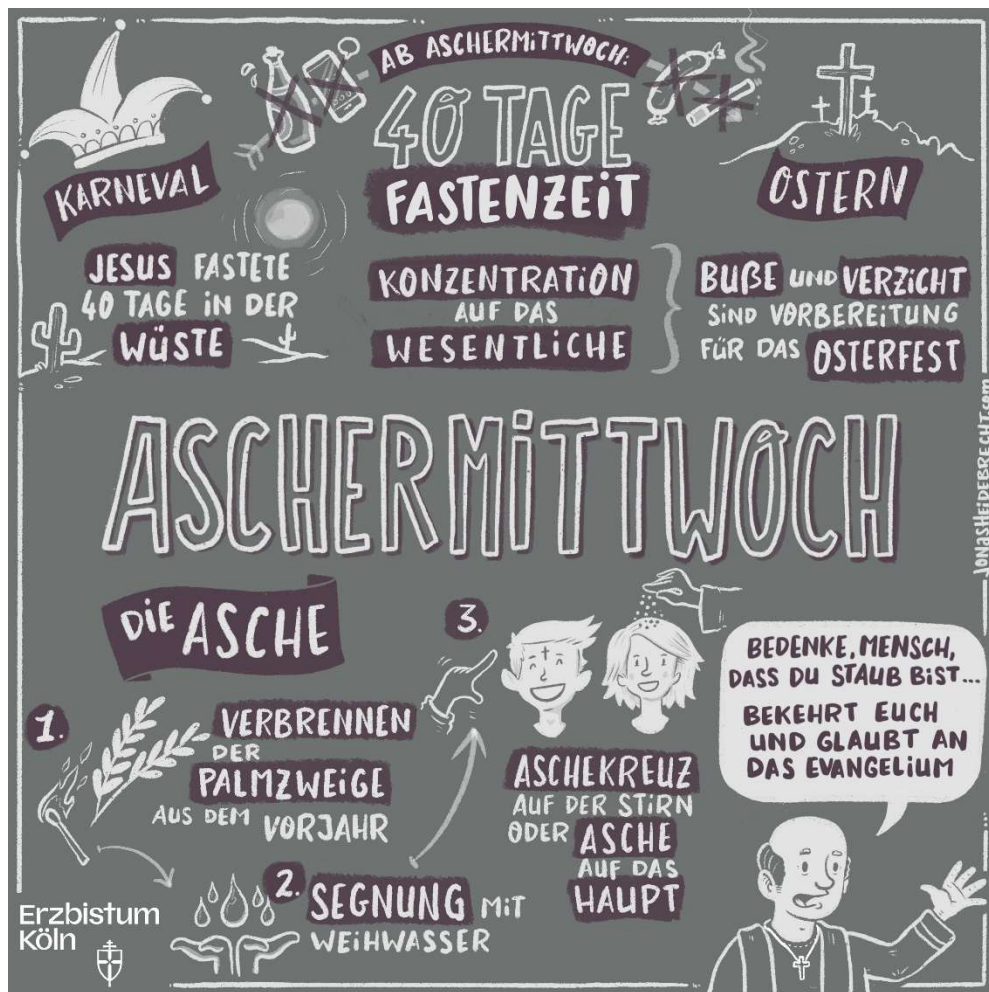 AB ASCHERMITTWOCH:
40 TAGE
FASTENZEIT
KARNEVAL
OSTERN
JESUS FASTETE
40 TAGE IN DER
WÜSTE
KONZENTRATION
AUF DAS
WESENTLICHE
BUßE UND VERZICHT
SIND VORBEREITUNG
FÜR DAS OSTERFEST
JONASHEIDEBRECHT.com
ASCHERMITTWOCH
DIE ASCHE
1.
VERBRENNEN
DER
PALMZWEIGE
AUS DEM VORJAHR
2. SEGNUNG MIT
WEIHWASSER
3.
ASCHEKREUZ
AUF DER STIRN
ODER ASCHE
AUF DAS
HAUPT
BEDENKE, MENSCH,
DASS DU STAUB BIST...
BEKEHRT EUCH
UND GLAUBT AN
DAS EVANGELIUM
Erzbistum
Köln